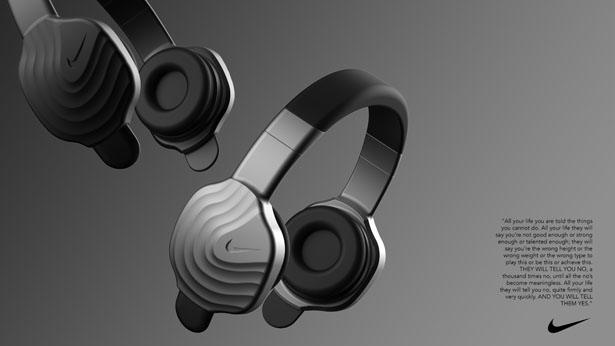 "All your life you are told the things
you cannot do. All your life they will
say you're not good enough or strong
enough or talented enough; they will
say you're the wrong height or the
wrong weight or the wrong type to
play this or be this or achieve this.
THEY WILL TELL YOU NO, a
thousand times no, until all the no's
become meaningless. All your life
they will tell you no, quite firmly and
very quickly. AND YOU WILL TELL
THEM YES."